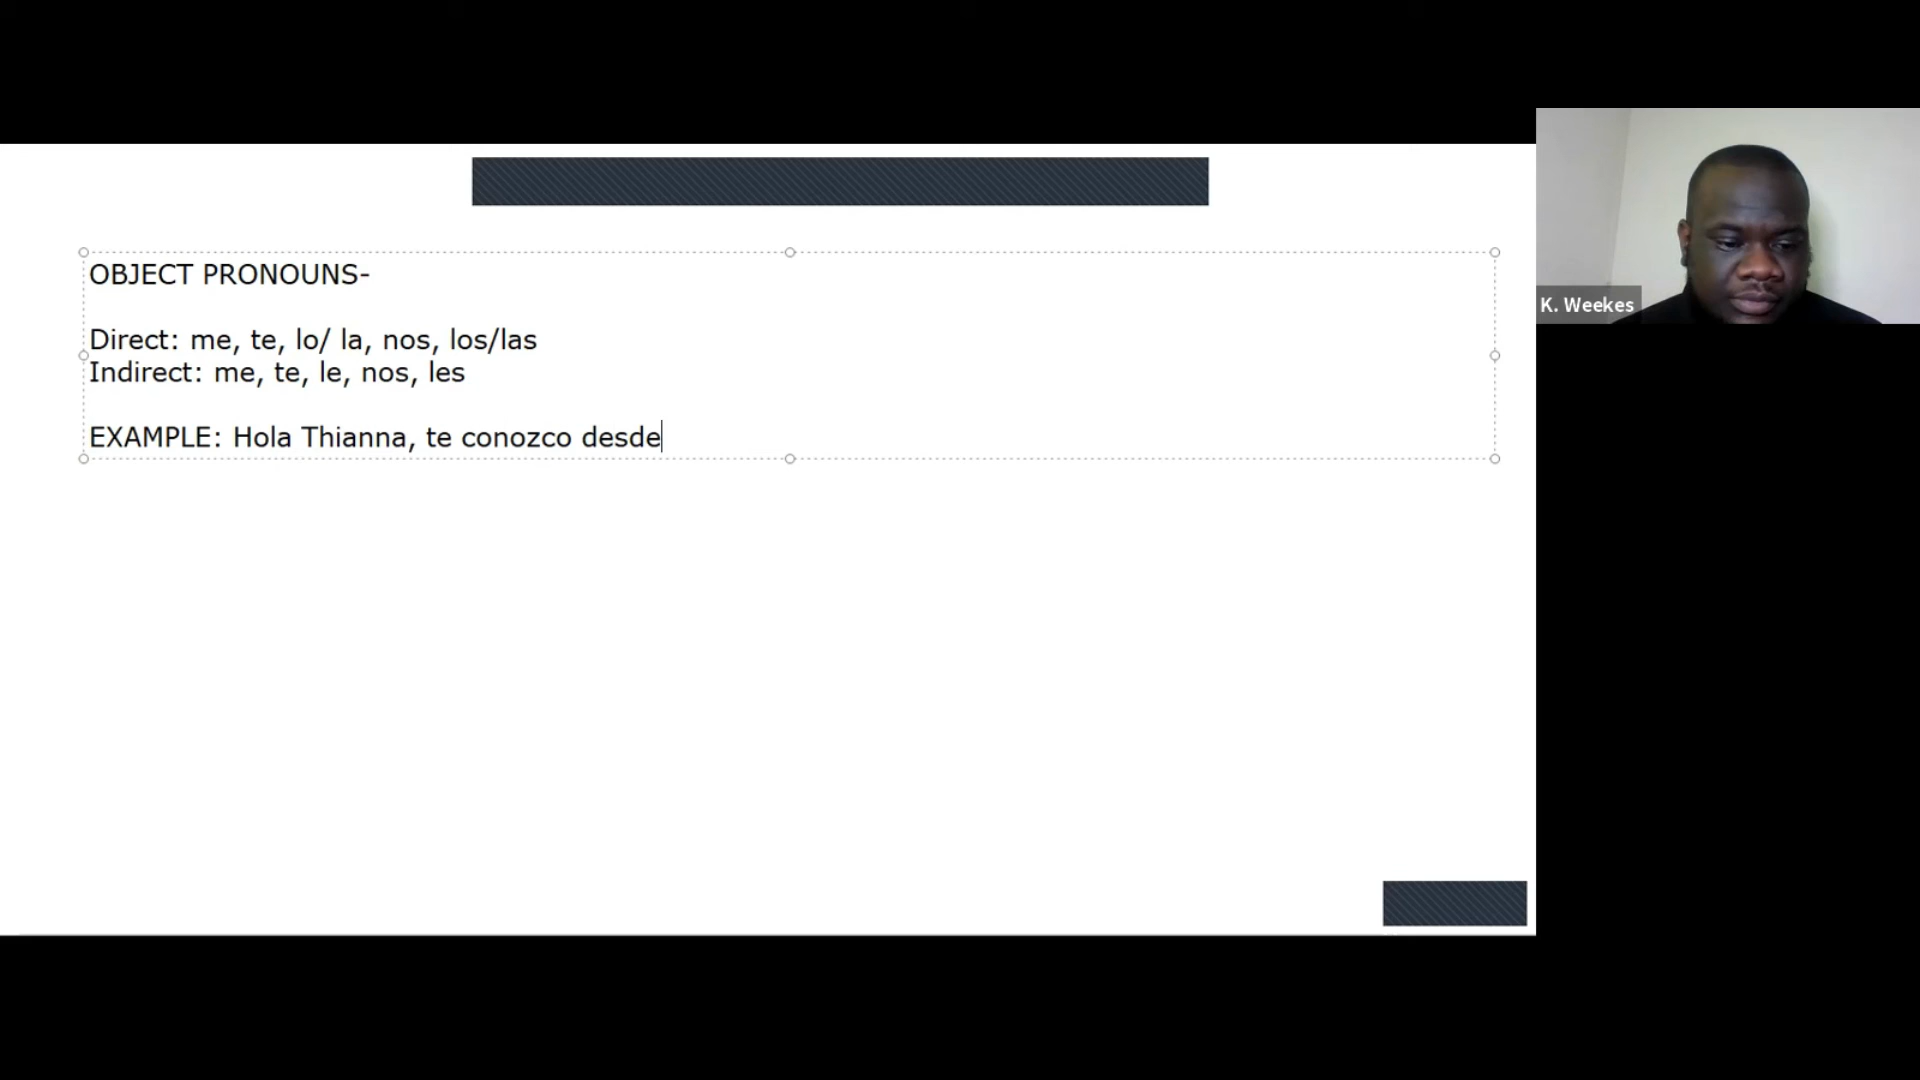 OBJECT PRONOUNS-
Direct: me, te, lo/ la, nos, los/las
Indirect: me, te, le, nos, les
EXAMPLE: Hola Thianna, te conozco desde
K. Weekes